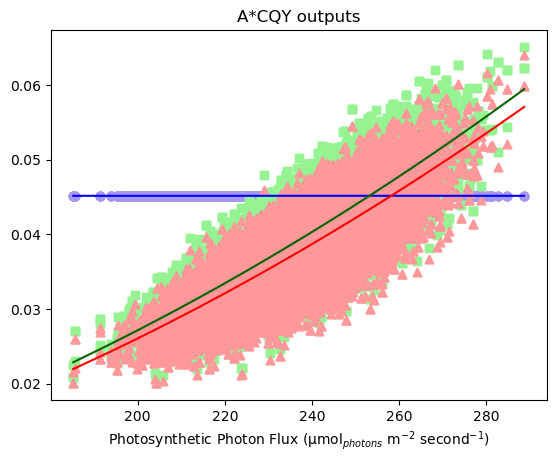 A*CQY outputs
0.06
0.05
0.04
0.03
0.02
200 220 240 260 280
Photosynthetic Photon Flux (μmol$_{photons}$ m$^{-2}$ second$^{-1}$)